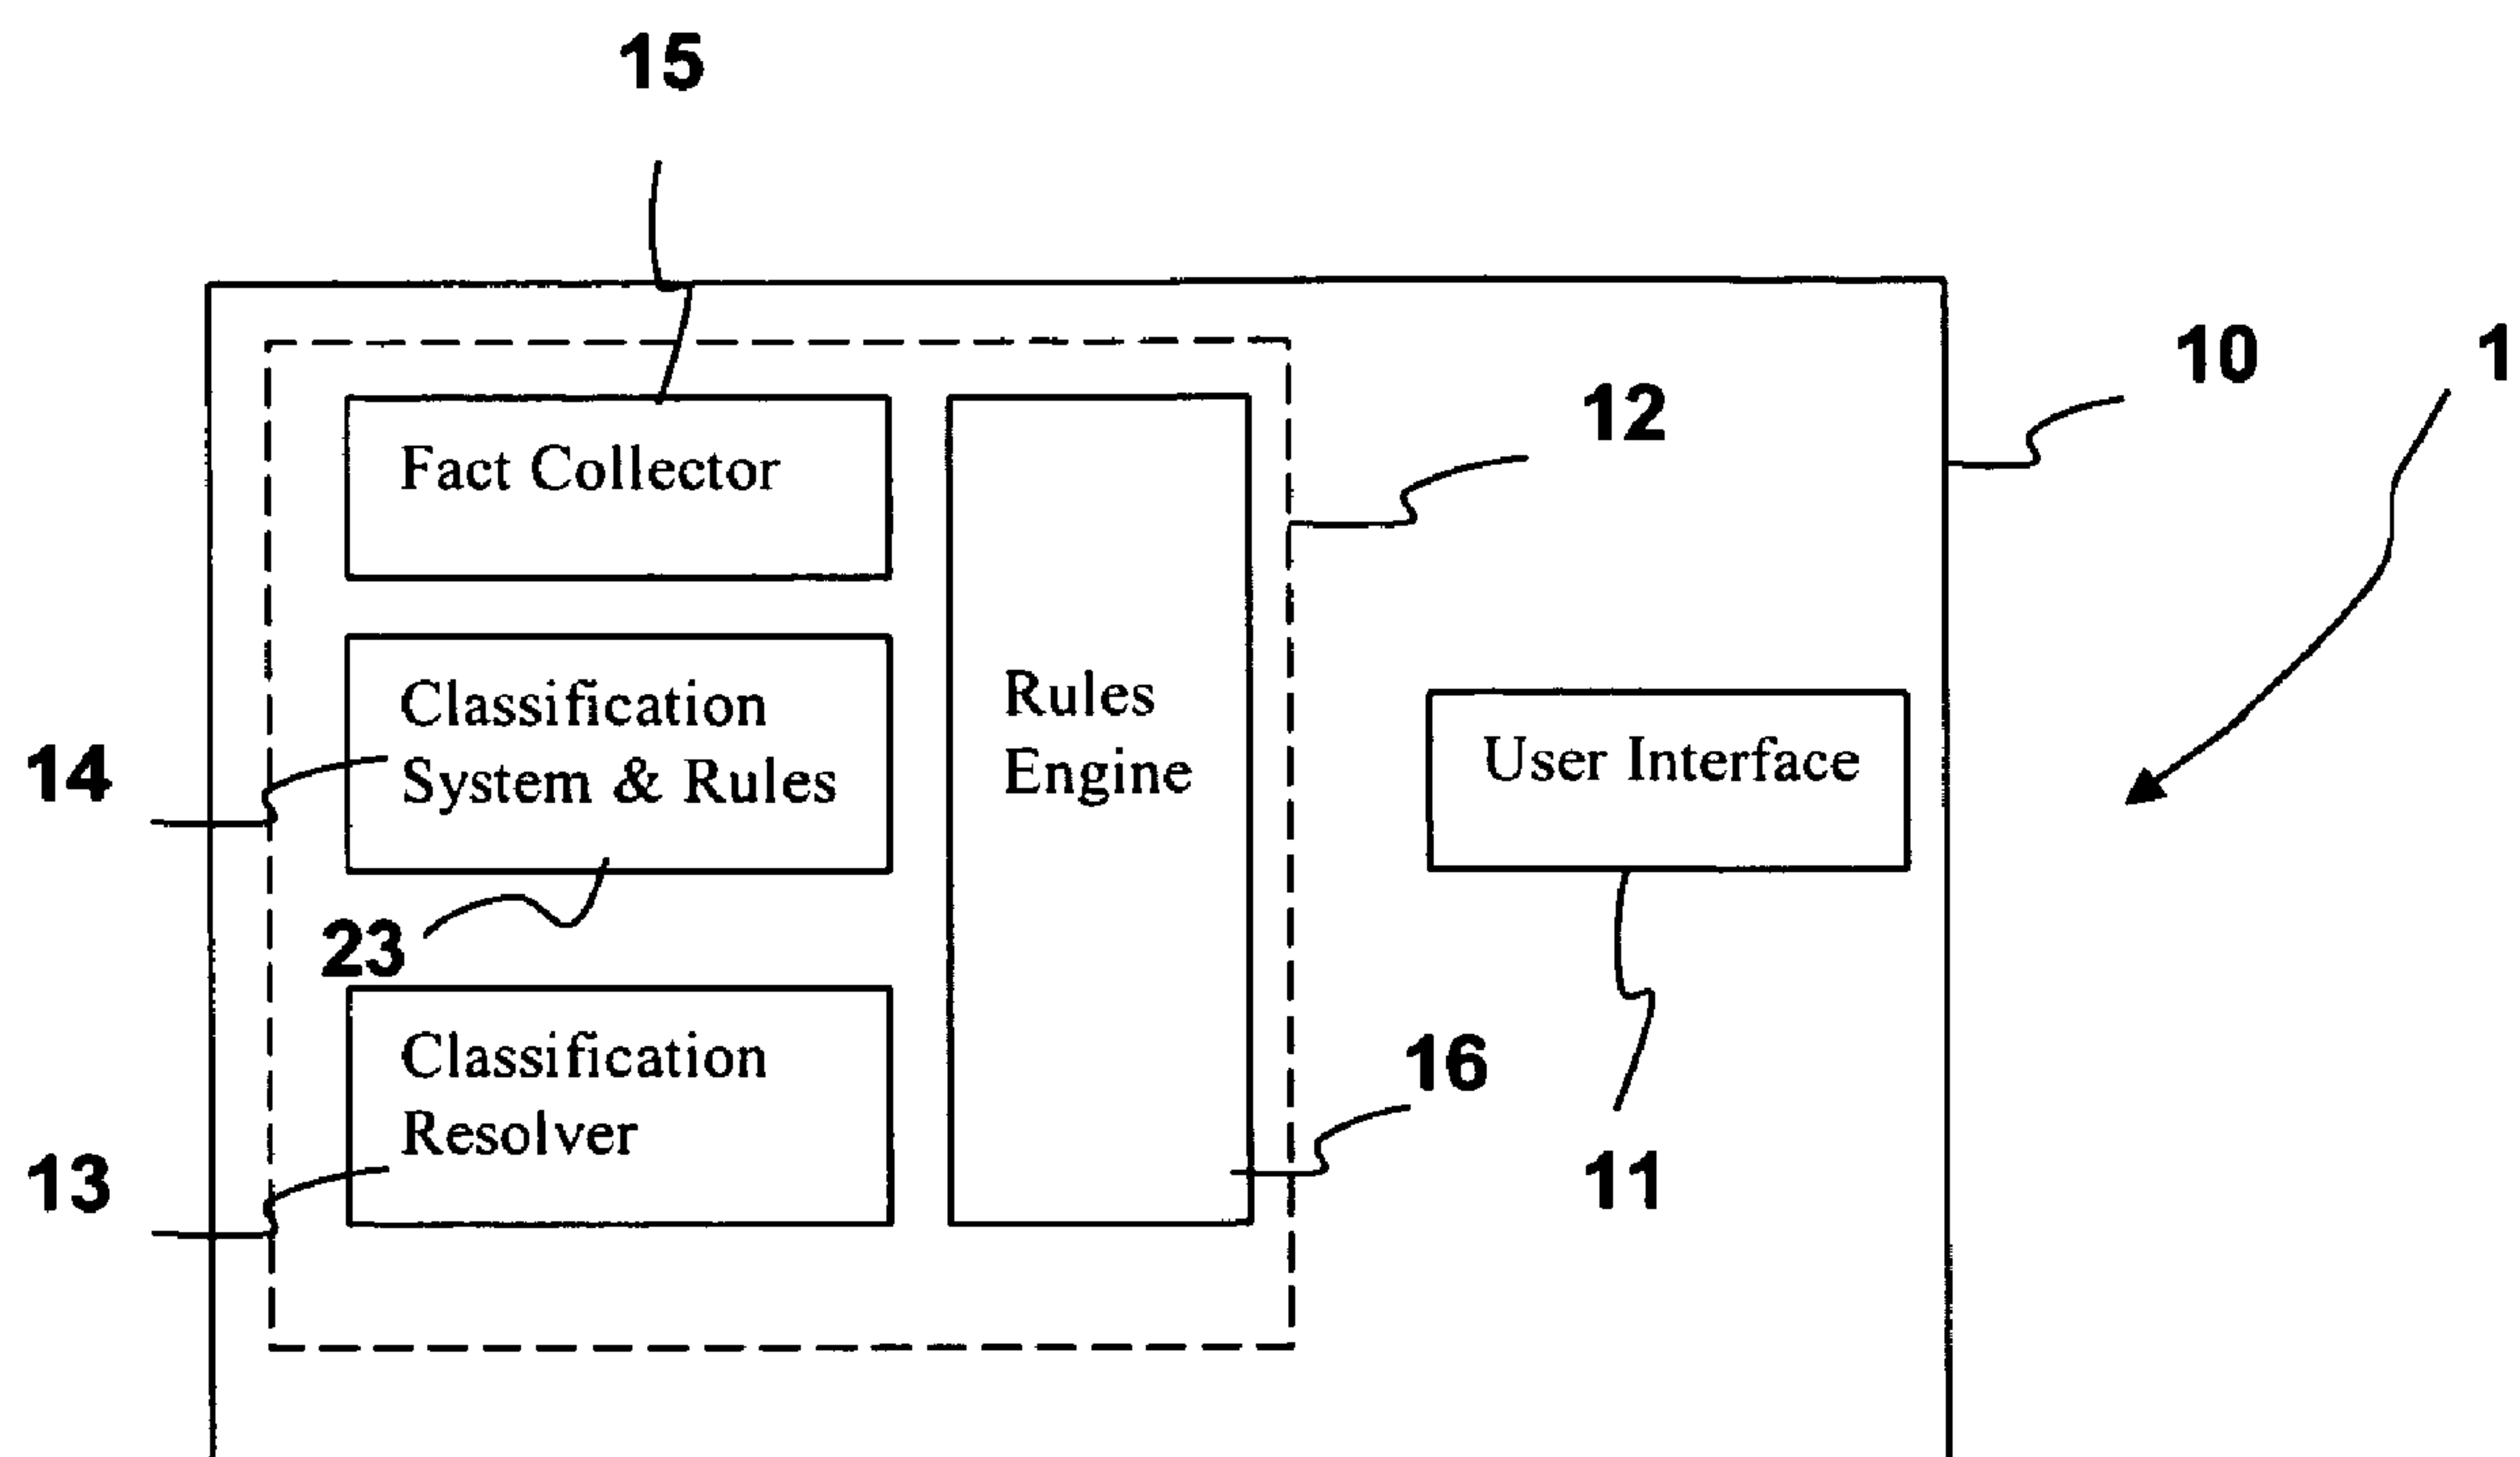 15
10
1
12
Fact Collector
Classification
System & Rules
Rules
Engine
User Interface
14
23
Classification
Resolver
16
11
13